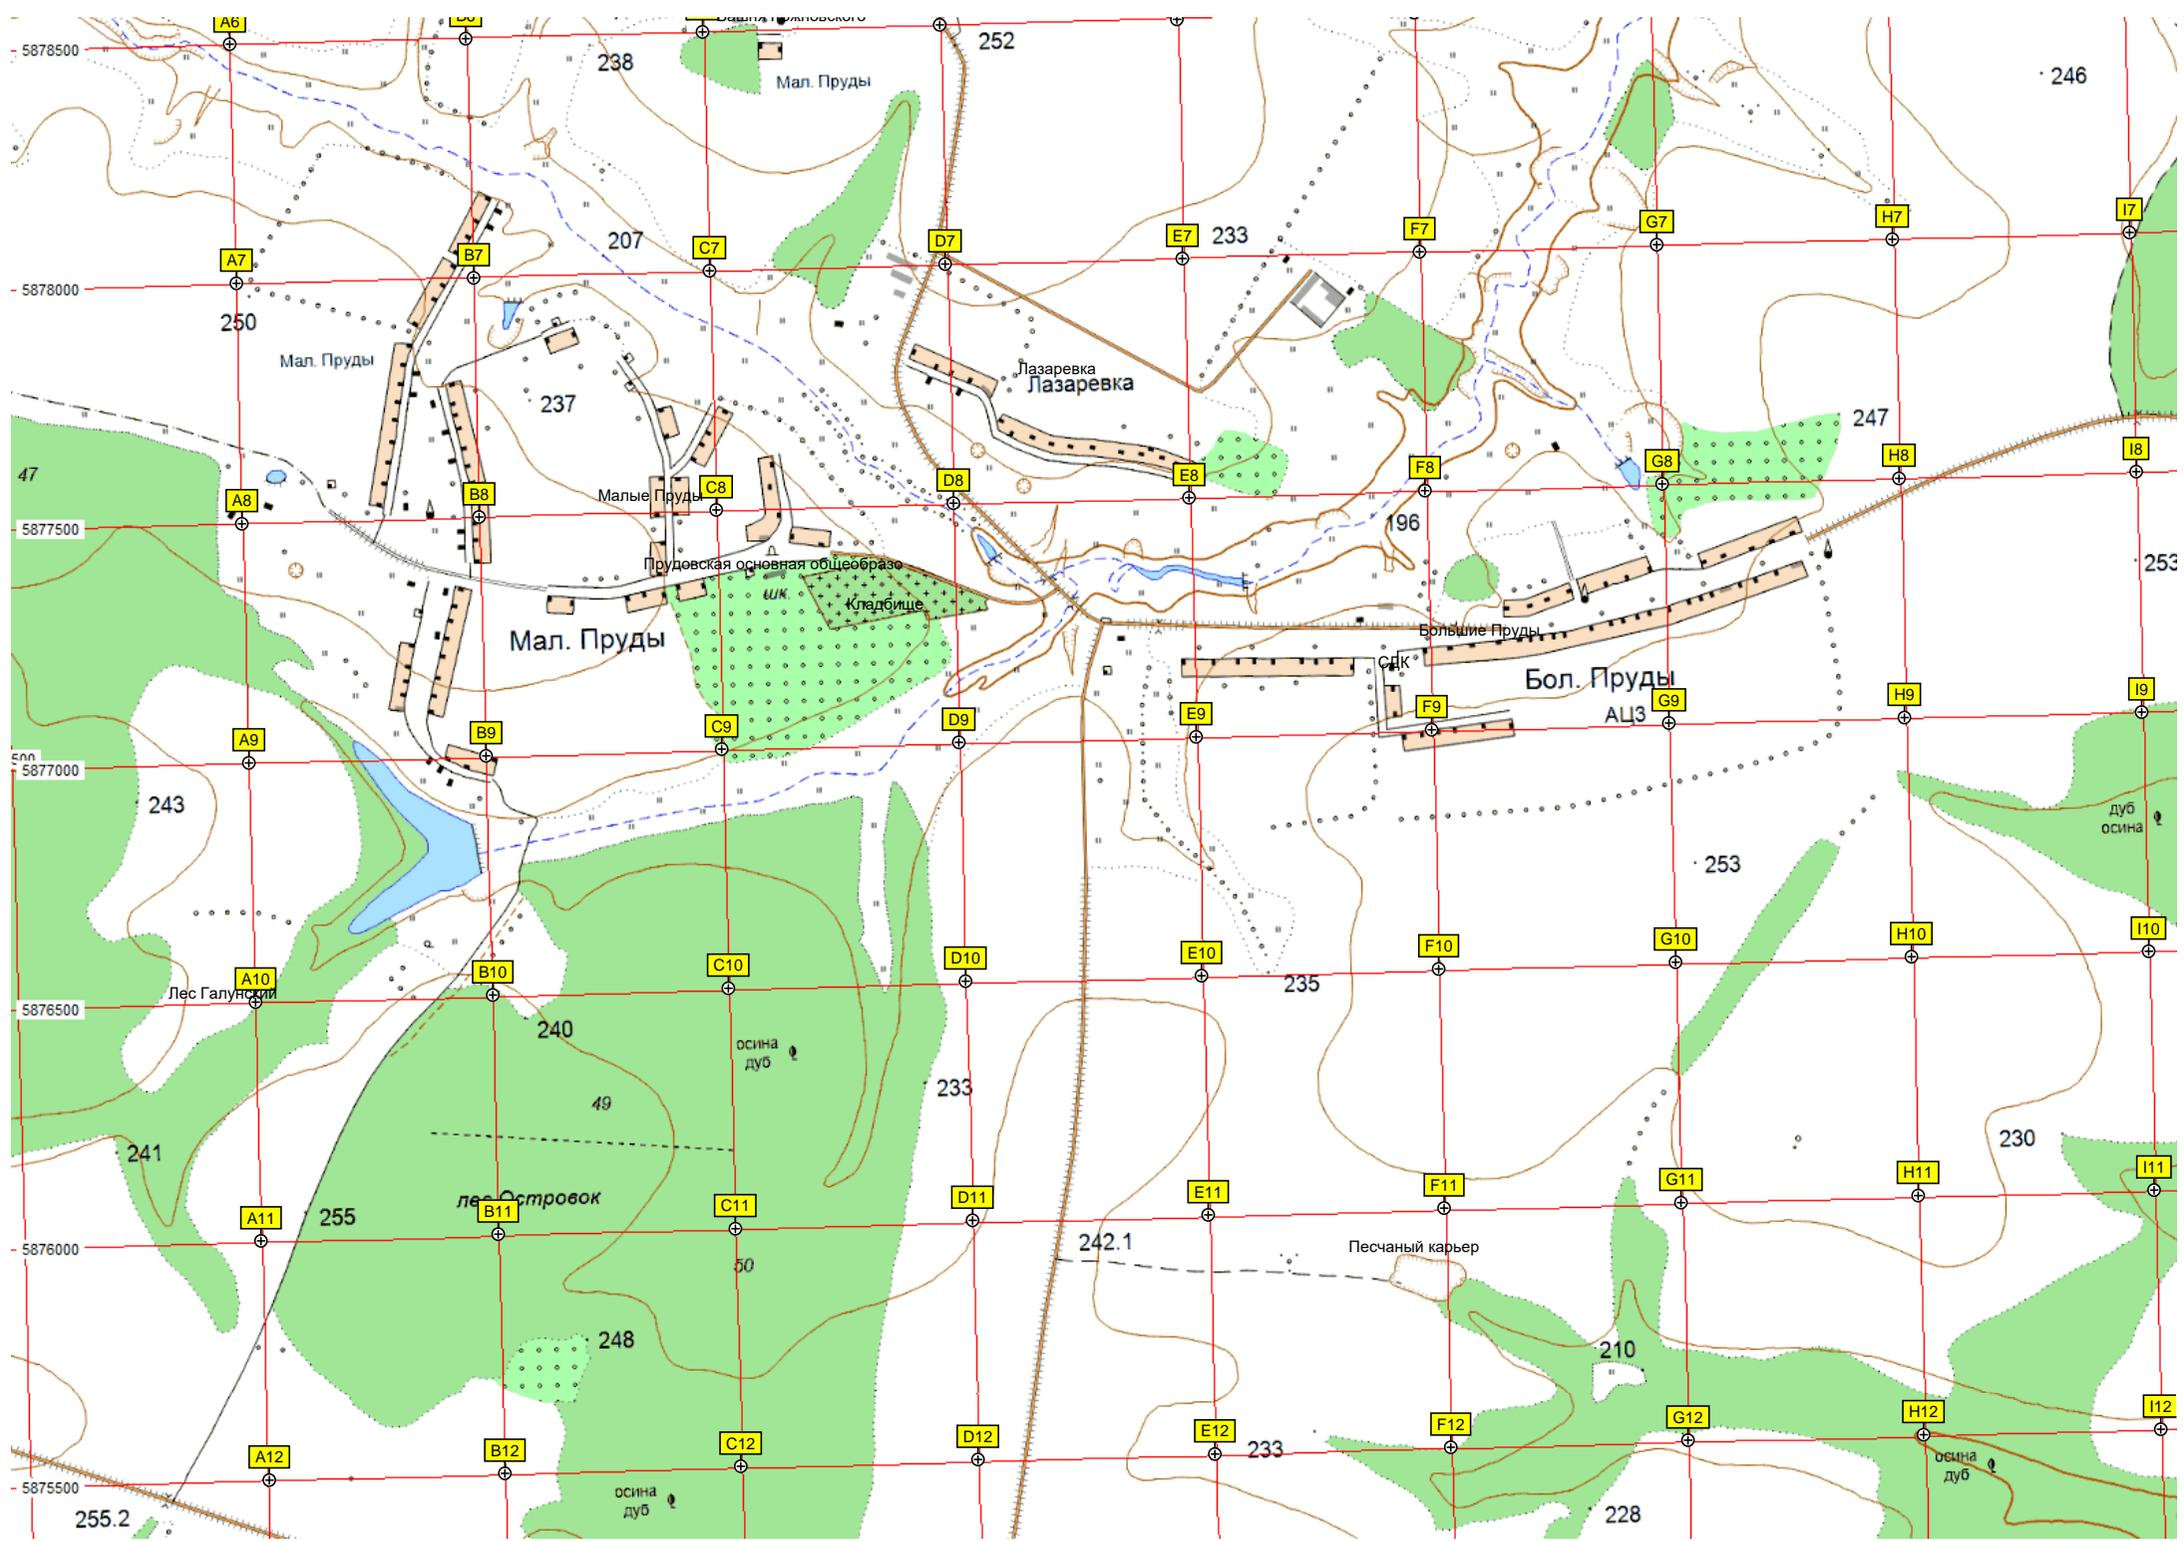 A6
Мал. Пруды
238
252
246
5878500
207
233
A7
B7
C7
D7
E7
F7
G7
H7
I7
5878000
250
Мал. Пруды
237
Лазаревка
Лазаревка
247
47
A8
B8
C8
D8
E8
F8
G8
H8
I8
Малые Пруды
196
5877500
253
Прудовская основная общеобразо
шк.
Кладбище
Мал. Пруды
Большие Пруды
СДК
Бол. Пруды
АЦЗ
A9
B9
C9
D9
E9
F9
G9
H9
I9
5877000
243
дуб
осина
253
A10
B10
C10
D10
E10
F10
G10
H10
I10
Лес Галунский
5876500
235
240
осина
дуб
49
233
241
230
лес Островок
A11
B11
C11
D11
E11
F11
G11
H11
I11
255
5876000
242.1
Песчаный карьер
50
248
210
A12
B12
C12
D12
E12
F12
G12
H12
I12
233
осина
дуб
5875500
осина
дуб
255.2
228